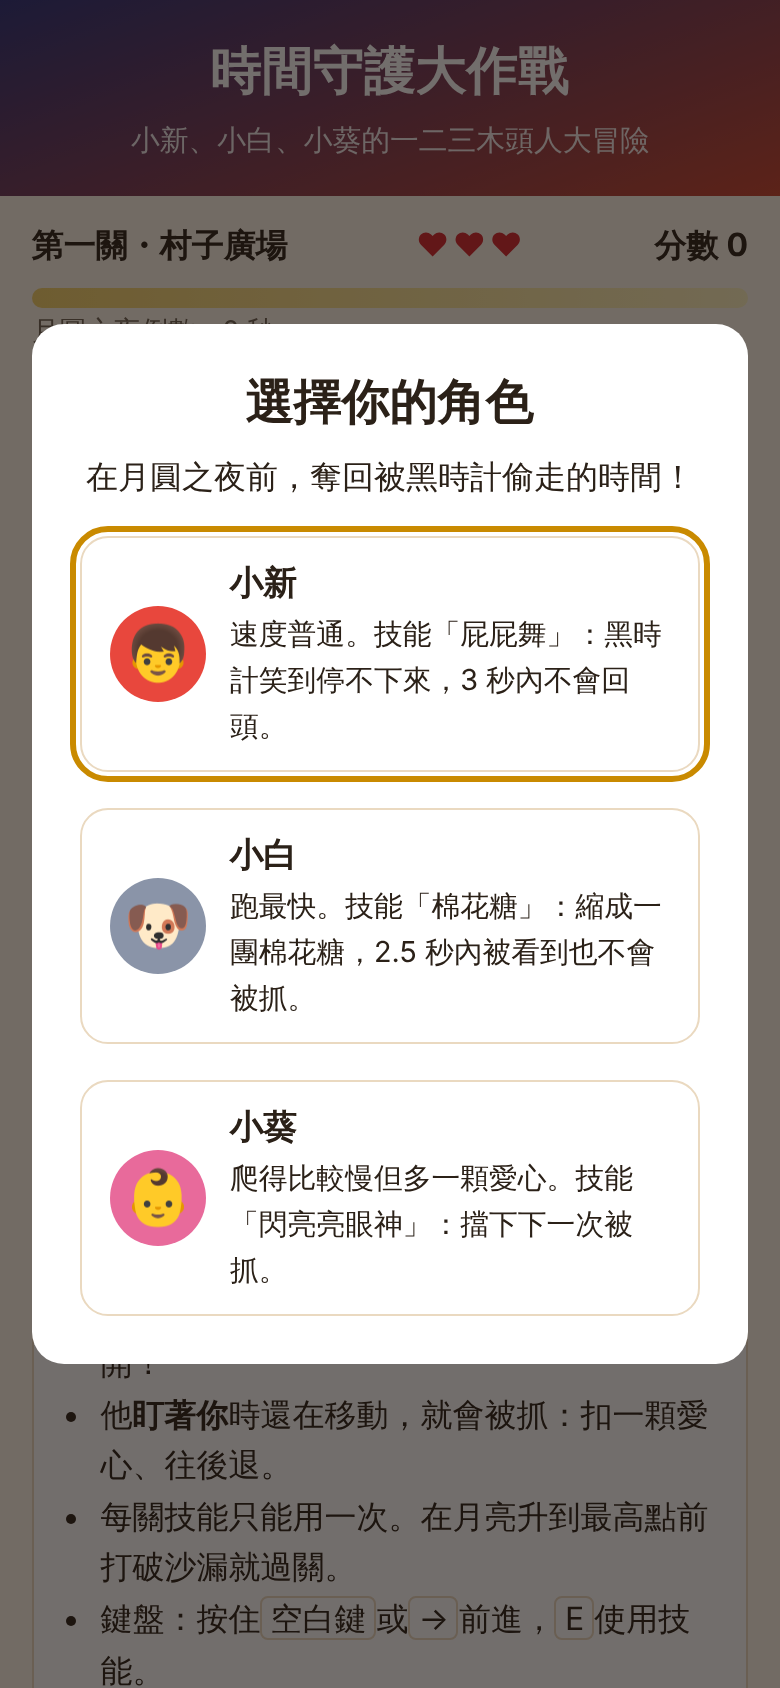 時間守護大作戰
小新、小白、小葵的一二三木頭人大冒險
第一關・村子廣場
分數 0
選擇你的角色
在月圓之夜前，奪回被黑時計偷走的時間！
小新
速度普通。技能「屁屁舞」：黑時
計笑到停不下來，3 秒內不會回
頭。
小白
跑最快。技能「棉花糖」：縮成一
團棉花糖，2.5 秒內被看到也不會
被抓。
小葵
爬得比較慢但多一顆愛心。技能
「閃亮亮眼神」：擋下下一次被
抓。
開！
• 他盯著你時還在移動，就會被抓：扣一顆愛
心、往後退。
• 每關技能只能用一次。在月亮升到最高點前
打破沙漏就過關。
• 鍵盤：按住 空白鍵 或 → 前進，E 使用技
能。